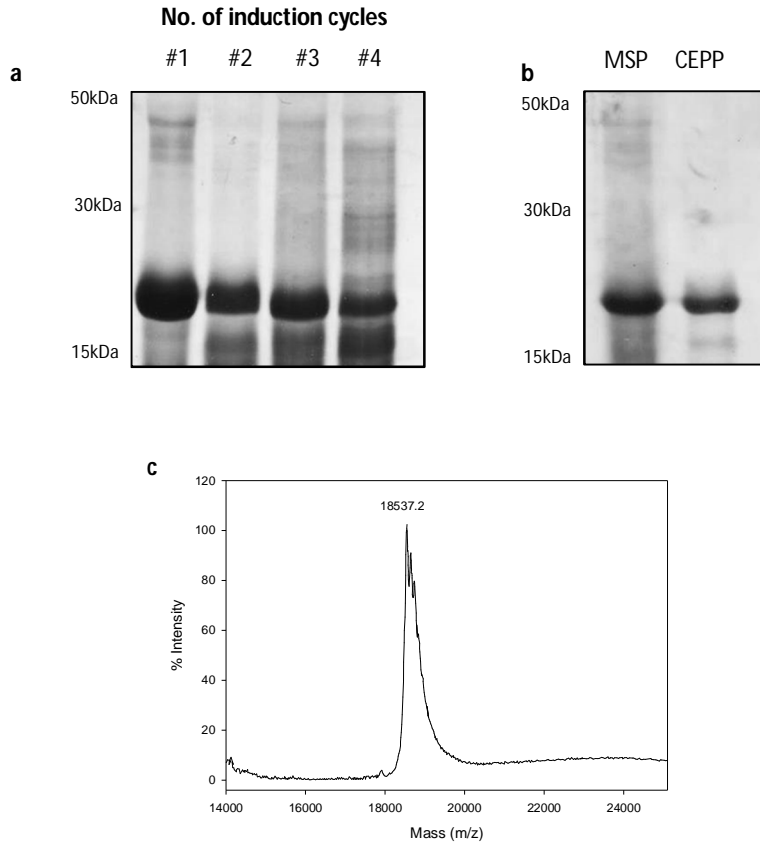 No. of induction cycles
#1 #2 #3 #4
a
50kDa
30kDa
15kDa
b
MSP CEPP
50kDa
30kDa
15kDa
c
120
100
80
60
40
20
0
% Intensity
18537.2
14000 16000 18000 20000 22000 24000
Mass (m/z)